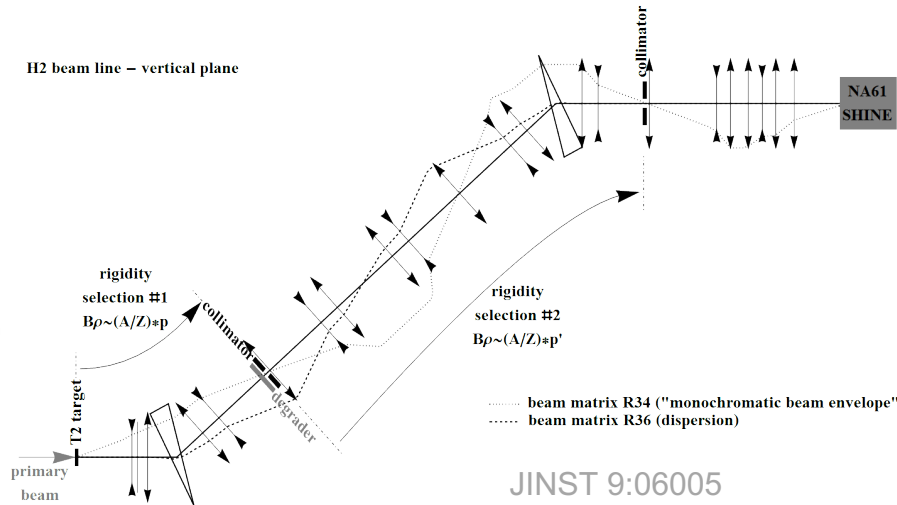 H2 beam line – vertical plane
collimator
NA61
SHINE
rigidity
selection #1
Bρ~(A/Z)*p
collimator
degrader
rigidity
selection #2
Bρ~(A/Z)*p'
T2 target
primary
beam
beam matrix R34 ("monochromatic beam envelope"
beam matrix R36 (dispersion)
JINST 9:06005